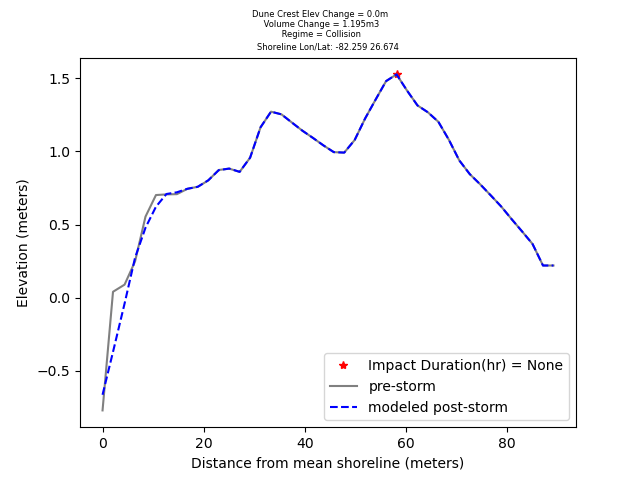 Dune Crest Elev Change = 0.0m
Volume Change = 1.195m3
Regime = Collision
Shoreline Lon/Lat: -82.259 26.674
1.5
1.0
0.5
0.0
−0.5
Elevation (meters)
Impact Duration(hr) = None
pre-storm
modeled post-storm
0 20 40 60 80
Distance from mean shoreline (meters)